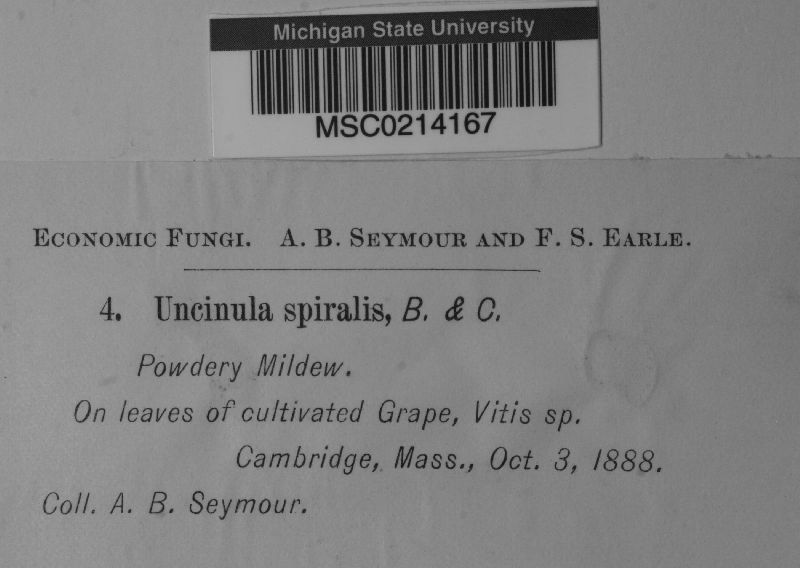 Michigan State University
MSC0214167
ECONOMIC FUNGI. A. B. SEYMOUR AND F. S. EARLE.
4. Uncinula spiralis, B. & C.
Powdery Mildew.
On leaves of cultivated Grape, Vitis sp.
Cambridge, Mass., Oct. 3, 1888.
Coll. A. B. Seymour.